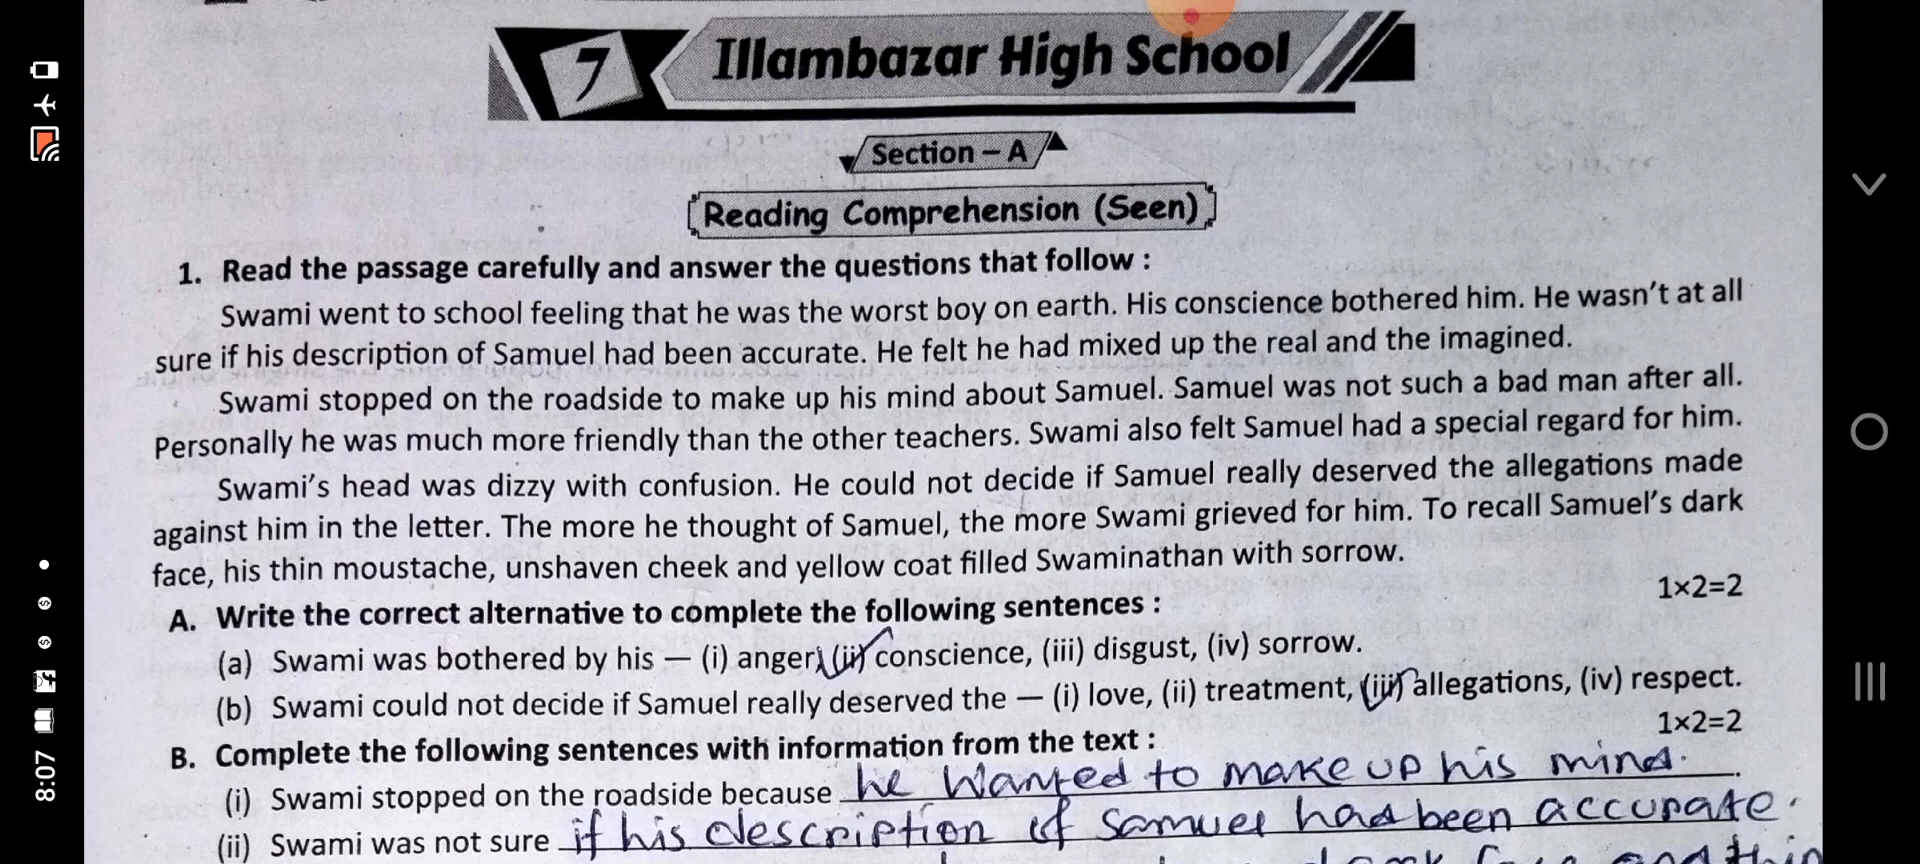 7 Illambazar High School
Section – A
Reading Comprehension (Seen)
1. Read the passage carefully and answer the questions that follow :
Swami went to school feeling that he was the worst boy on earth. His conscience bothered him. He wasn't at all
sure if his description of Samuel had been accurate. He felt he had mixed up the real and the imagined.
Swami stopped on the roadside to make up his mind about Samuel. Samuel was not such a bad man after all.
Personally he was much more friendly than the other teachers. Swami also felt Samuel had a special regard for him.
Swami's head was dizzy with confusion. He could not decide if Samuel really deserved the allegations made
against him in the letter. The more he thought of Samuel, the more Swami grieved for him. To recall Samuel's dark
face, his thin moustache, unshaven cheek and yellow coat filled Swaminathan with sorrow.
A. Write the correct alternative to complete the following sentences : 1×2=2
(a) Swami was bothered by his — (i) anger, (ii) conscience, (iii) disgust, (iv) sorrow.
(b) Swami could not decide if Samuel really deserved the — (i) love, (ii) treatment, (iii) allegations, (iv) respect.
B. Complete the following sentences with information from the text : 1×2=2
(i) Swami stopped on the roadside because he wanted to make up his mind.
(ii) Swami was not sure if his description of Samuel had been accurate.
8:07